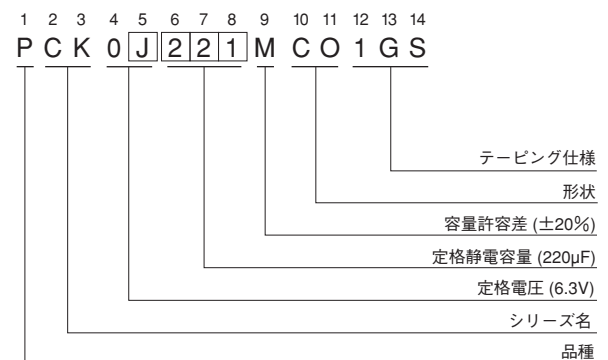 1 2 3 4 5 6 7 8 9 10 11 12 13 14
P C K 0 J 2 2 1 M C O 1 G S
テーピング仕様
形状
容量許容差 (±20%)
定格静電容量 (220µF)
定格電圧 (6.3V)
シリーズ名
品種